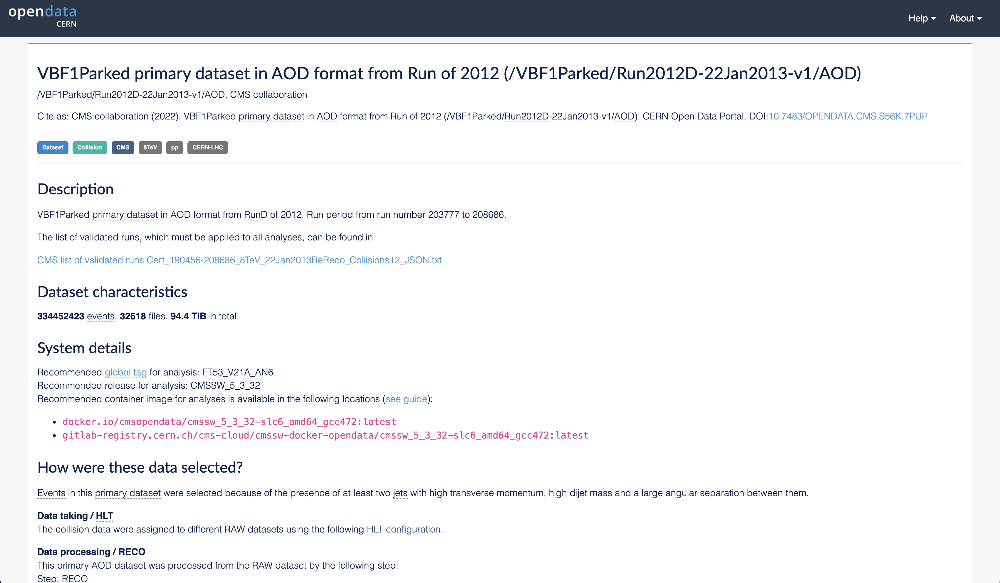 opendata
CERN
Help
About
VBF1Parked primary dataset in AOD format from Run of 2012 (/VBF1Parked/Run2012D-22Jan2013-v1/AOD)
/VBF1Parked/Run2012D-22Jan2013-v1/AOD, CMS collaboration
Cite as: CMS collaboration (2022). VBF1Parked primary dataset in AOD format from Run of 2012 (/VBF1Parked/Run2012D-22Jan2013-v1/AOD). CERN Open Data Portal. DOI:10.7483/OPENDATA.CMS.S56K.7PUP
Dataset Collision CMS 8TeV pp CERN-LHC
Description
VBF1Parked primary dataset in AOD format from RunD of 2012. Run period from run number 203777 to 208686.
The list of validated runs, which must be applied to all analyses, can be found in
CMS list of validated runs Cert_190456-208686_8TeV_22Jan2013ReReco_Collisions12_JSON.txt
Dataset characteristics
334452423 events. 32618 files. 94.4 TiB in total.
System details
Recommended global tag for analysis: FT53_V21A_AN6
Recommended release for analysis: CMSSW_5_3_32
Recommended container image for analyses is available in the following locations (see guide):
• docker.io/cmsopendata/cmssw_5_3_32-slc6_amd64_gcc472:latest
• gitlab-registry.cern.ch/cms-cloud/cmssw-docker-opendata/cmssw_5_3_32-slc6_amd64_gcc472:latest
How were these data selected?
Events in this primary dataset were selected because of the presence of at least two jets with high transverse momentum, high dijet mass and a large angular separation between them.
Data taking / HLT
The collision data were assigned to different RAW datasets using the following HLT configuration.
Data processing / RECO
This primary AOD dataset was processed from the RAW dataset by the following step:
Step: RECO